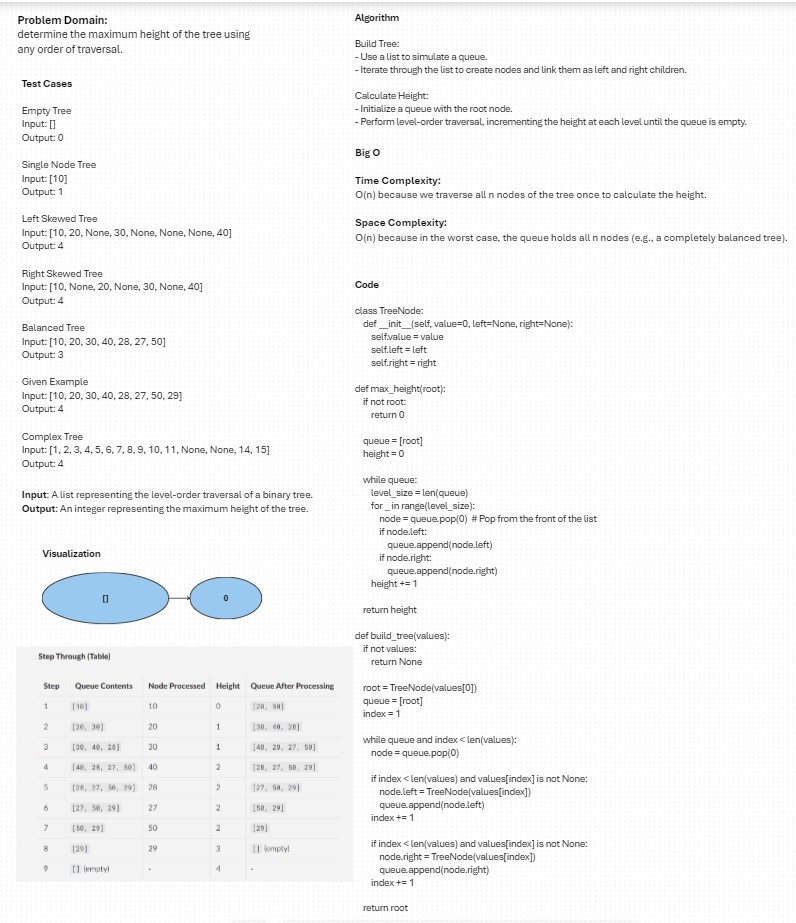 Problem Domain:
determine the maximum height of the tree using
any order of traversal.
Test Cases
Empty Tree
Input: []
Output: 0
Single Node Tree
Input: [10]
Output: 1
Left Skewed Tree
Input: [10, 20, None, 30, None, None, None, 40]
Output: 4
Right Skewed Tree
Input: [10, None, 20, None, 30, None, 40]
Output: 4
Balanced Tree
Input: [10, 20, 30, 40, 28, 27, 50]
Output: 3
Given Example
Input: [10, 20, 30, 40, 28, 27, 50, 29]
Output: 4
Complex Tree
Input: [1, 2, 3, 4, 5, 6, 7, 8, 9, 10, 11, None, None, 14, 15]
Output: 4
Input: A list representing the level-order traversal of a binary tree.
Output: An integer representing the maximum height of the tree.
Visualization
[] 0
Step Through (Table)
Step Queue Contents Node Processed Height Queue After Processing
1 [10] 10 0 [20, 30]
2 [20, 30] 20 1 [30, 40, 28]
3 [30, 40, 28] 30 1 [40, 28, 27, 50]
4 [40, 28, 27, 50] 40 2 [28, 27, 50, 29]
5 [28, 27, 50, 29] 28 2 [27, 50, 29]
6 [27, 50, 29] 27 2 [50, 29]
7 [50, 29] 50 2 [29]
8 [29] 29 3 [] (empty)
9 [] (empty) - 4 -
Algorithm
Build Tree:
- Use a list to simulate a queue.
- Iterate through the list to create nodes and link them as left and right children.
Calculate Height:
- Initialize a queue with the root node.
- Perform level-order traversal, incrementing the height at each level until the queue is empty.
Big O
Time Complexity:
O(n) because we traverse all n nodes of the tree once to calculate the height.
Space Complexity:
O(n) because in the worst case, the queue holds all n nodes (e.g., a completely balanced tree).
Code
class TreeNode:
def __init__(self, value=0, left=None, right=None):
self.value = value
self.left = left
self.right = right
def max_height(root):
if not root:
return 0
queue = [root]
height = 0
while queue:
level_size = len(queue)
for _ in range(level_size):
node = queue.pop(0) # Pop from the front of the list
if node.left:
queue.append(node.left)
if node.right:
queue.append(node.right)
height += 1
return height
def build_tree(values):
if not values:
return None
root = TreeNode(values[0])
queue = [root]
index = 1
while queue and index < len(values):
node = queue.pop(0)
if index < len(values) and values[index] is not None:
node.left = TreeNode(values[index])
queue.append(node.left)
index += 1
if index < len(values) and values[index] is not None:
node.right = TreeNode(values[index])
queue.append(node.right)
index += 1
return root